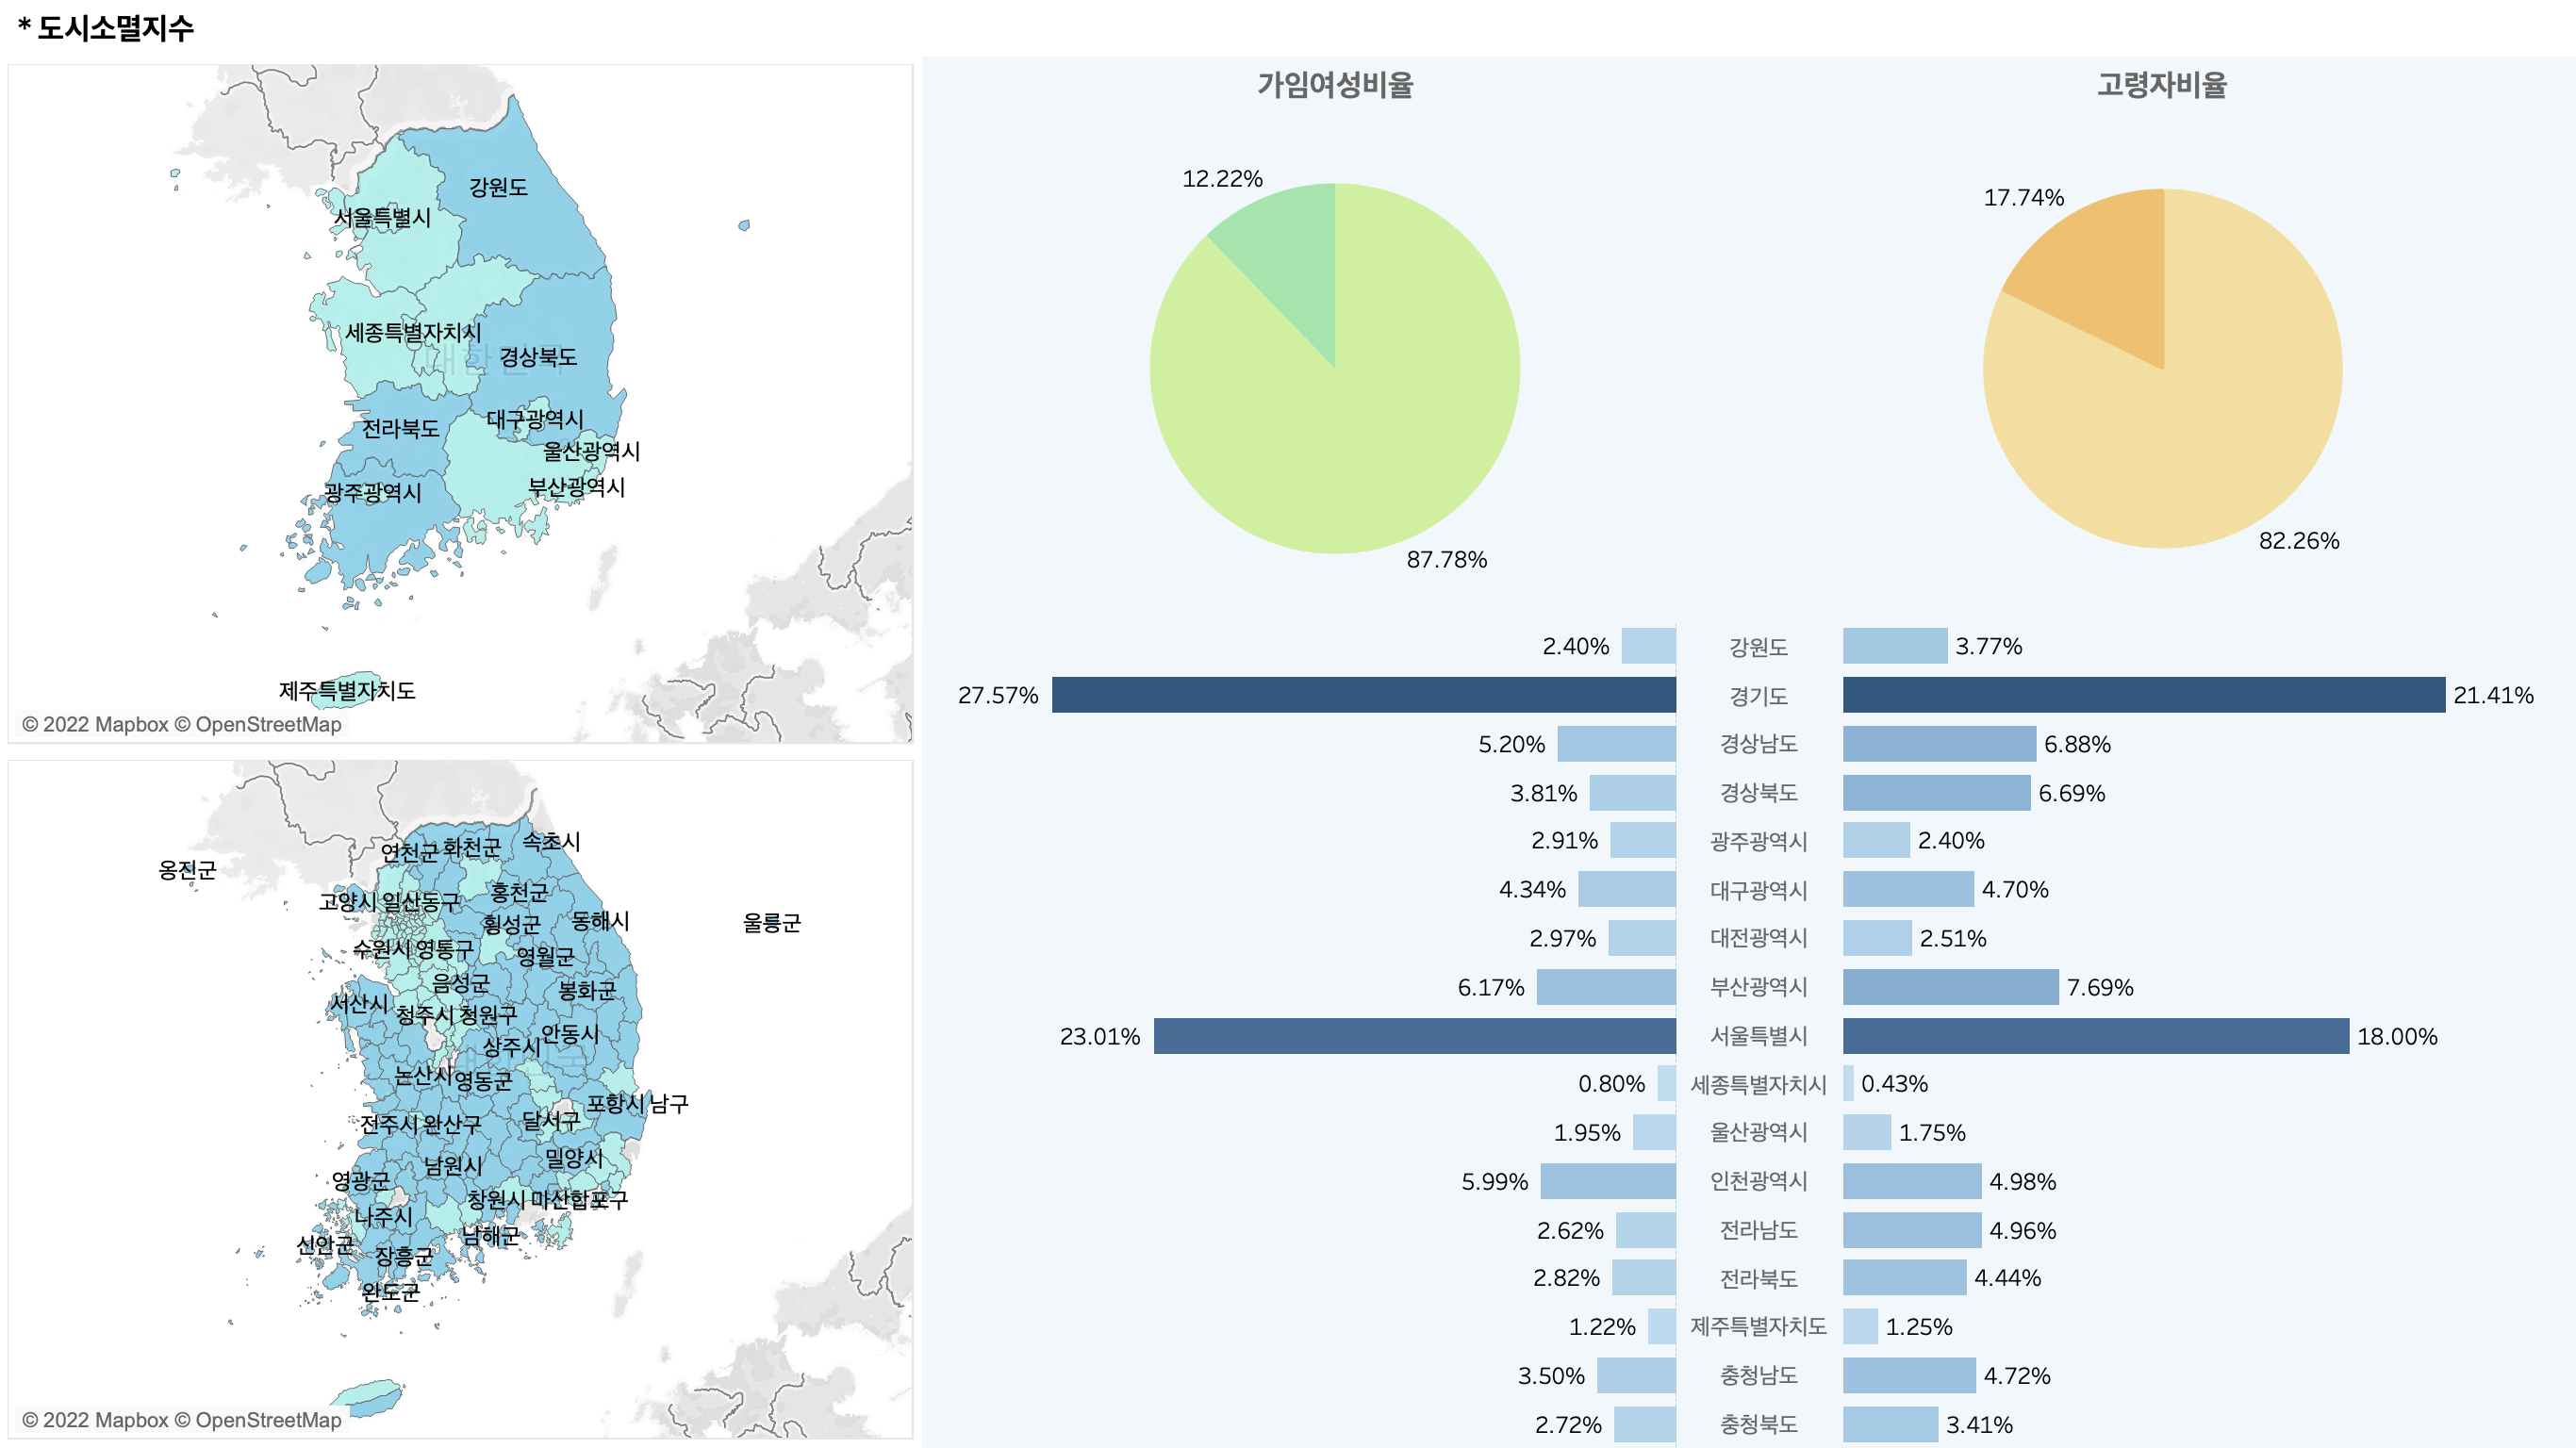 * 도시소멸지수
강원도
서울특별시
세종특별자치시
대한민국
경상북도
대구광역시
전라북도
울산광역시
부산광역시
광주광역시
제주특별자치도
© 2022 Mapbox © OpenStreetMap
속초시
연천군 화천군
옹진군
홍천군
고양시 일산동구
동해시
울릉군
횡성군
수원시 영통구
영월군
음성군
봉화군
서산시
청주시 청원구
안동시
상주시
논산시 영동군
포항시 남구
달서구
전주시 완산구
밀양시
남원시
영광군
창원시 마산합포구
나주시
남해군
신안군
장흥군
완도군
© 2022 Mapbox © OpenStreetMap
가임여성비율 고령자비율
12.22% 87.78%
17.74% 82.26%
2.40% 강원도 3.77%
27.57% 경기도 21.41%
5.20% 경상남도 6.88%
3.81% 경상북도 6.69%
2.91% 광주광역시 2.40%
4.34% 대구광역시 4.70%
2.97% 대전광역시 2.51%
6.17% 부산광역시 7.69%
23.01% 서울특별시 18.00%
0.80% 세종특별자치시 0.43%
1.95% 울산광역시 1.75%
5.99% 인천광역시 4.98%
2.62% 전라남도 4.96%
2.82% 전라북도 4.44%
1.22% 제주특별자치도 1.25%
3.50% 충청남도 4.72%
2.72% 충청북도 3.41%